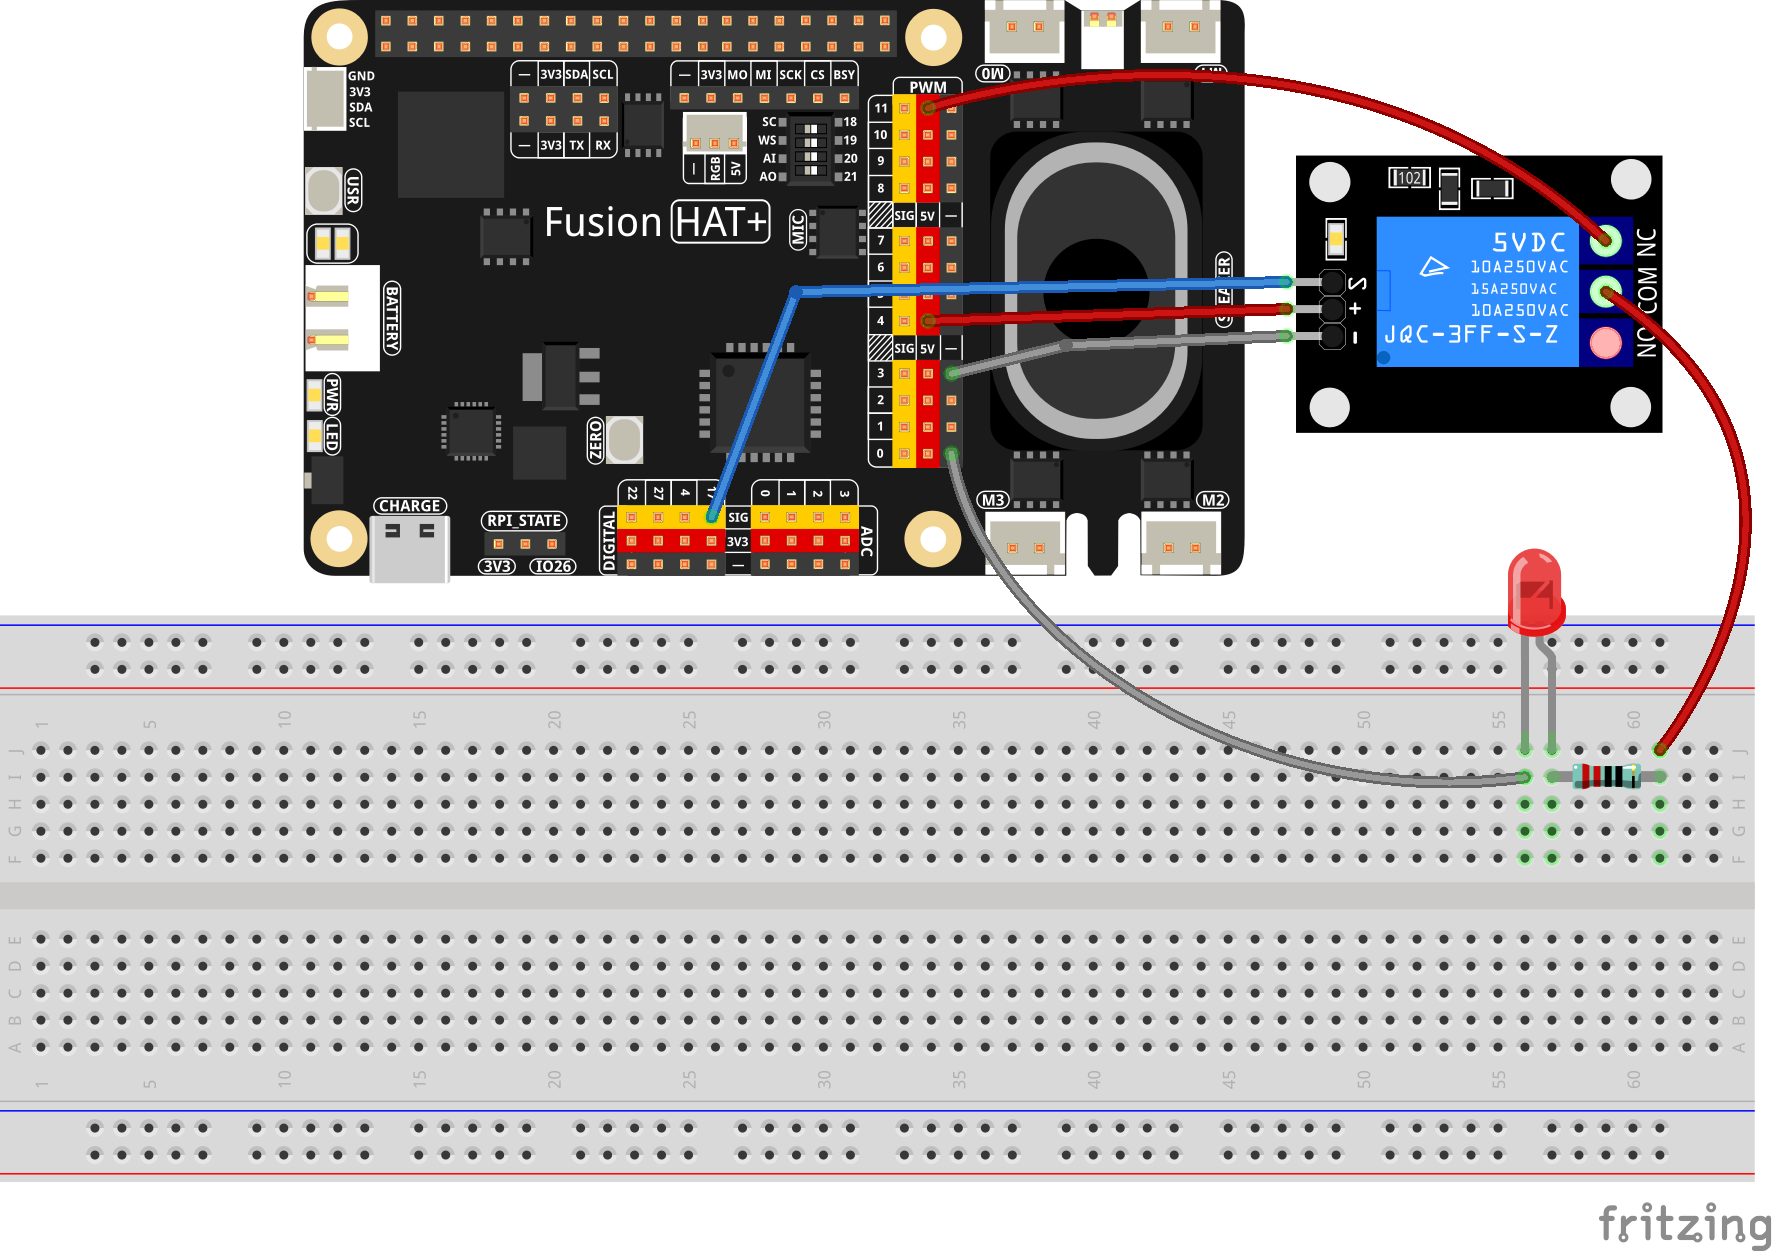 GND
3V3
SDA
SCL
— 3V3 SDA SCL
— 3V3 TX RX
— 3V3 MO MI SCK CS BSY
— RGB 5V
SC 18
WS 19
AI 20
AO 21
MIC
USR
Fusion HAT+
BATTERY
PWR
LED
ZERO
CHARGE
RPI_STATE
3V3 IO26
DIGITAL
22 27 4
SIG
3V3
—
0 1 2 3
ADC
PWM
11
10
9
8
SIG 5V —
7
6
4
SIG 5V —
3
2
1
0
M0
M3
M2
102
5VDC
10A250VAC
15A250VAC
10A250VAC
JQC-3FF-S-Z
S
+
-
NO COM NC
1 5 10 15 20 25 30 35 40 45 50 55 60
J J
I I
H H
G G
F F
E E
D D
C C
B B
A A
1 5 10 15 20 25 30 35 40 45 50 55 60
fritzing